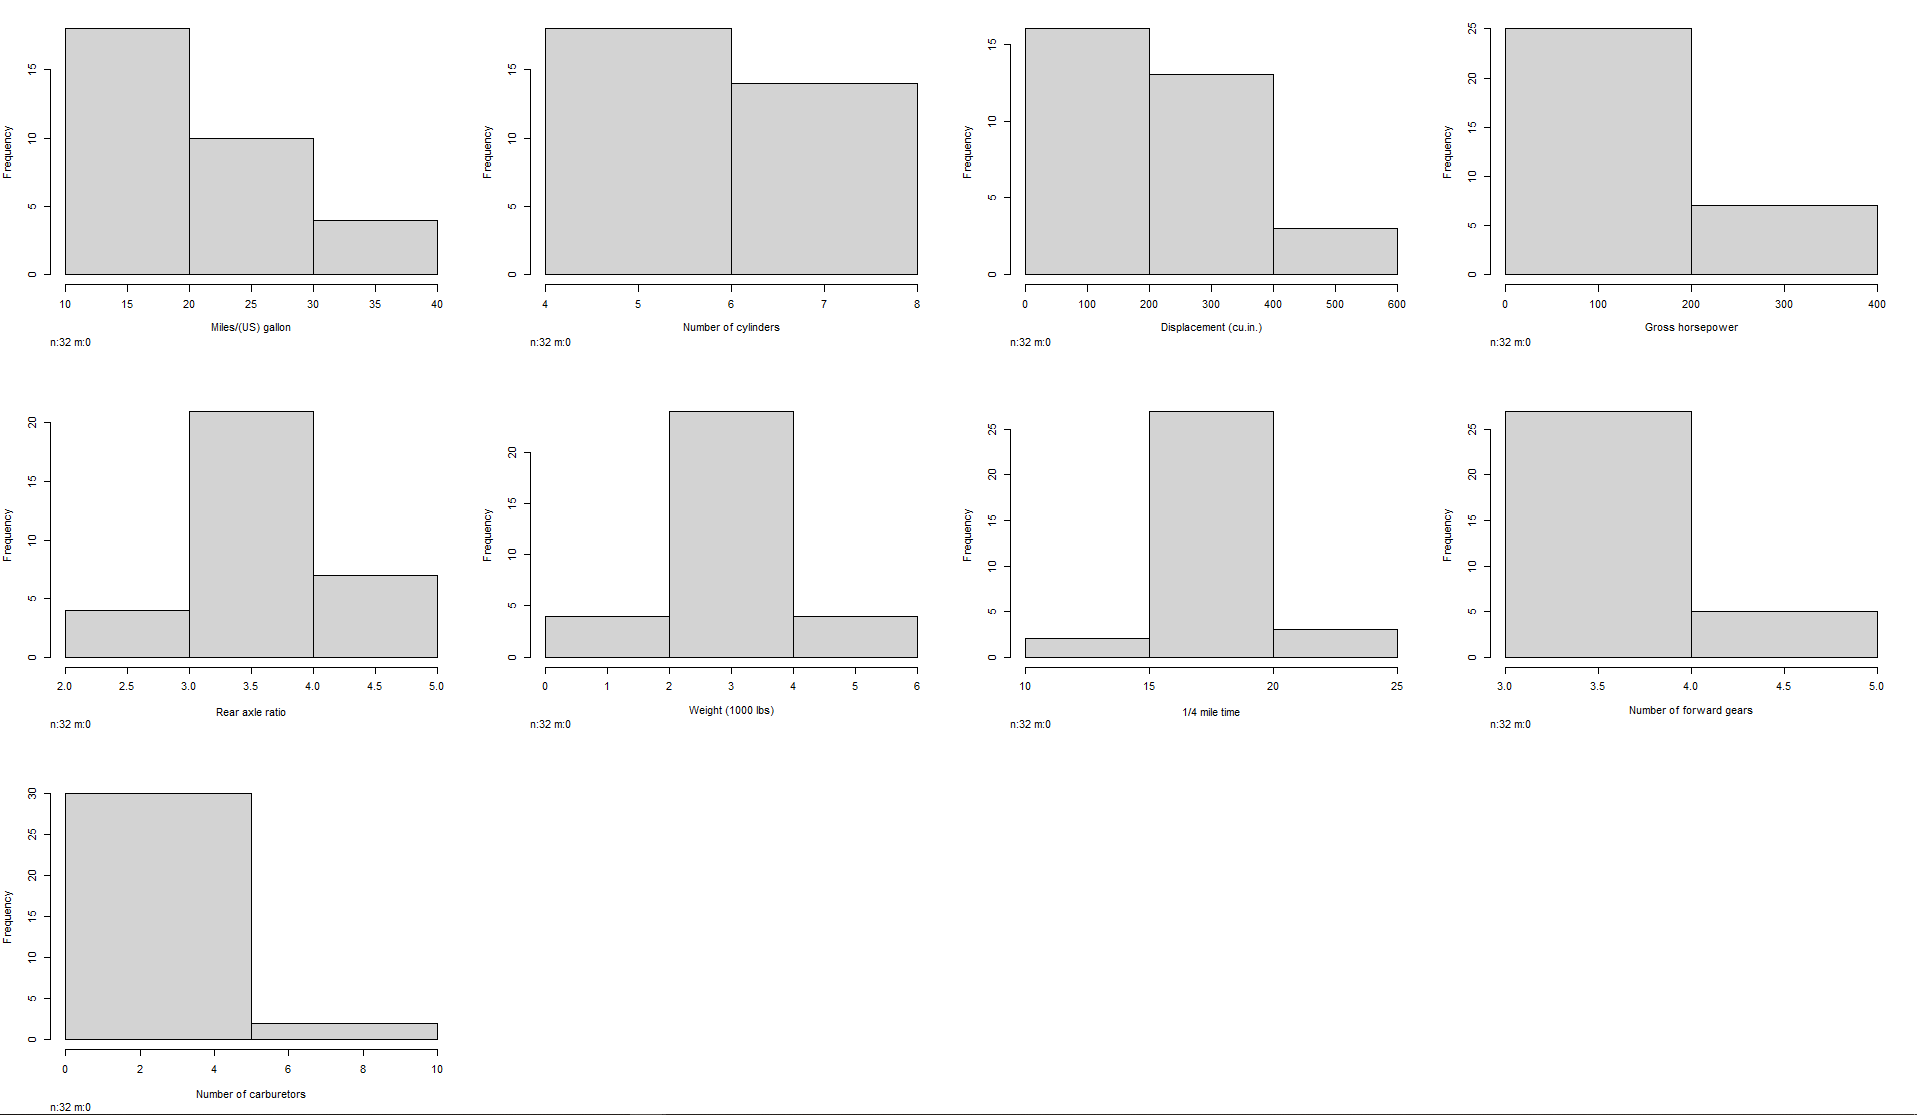 Frequency
0 5 10 15
10 15 20 25 30 35 40
Miles/(US) gallon
n:32 m:0
Frequency
0 5 10 15
4 5 6 7 8
Number of cylinders
n:32 m:0
Frequency
0 5 10 15
0 100 200 300 400 500 600
Displacement (cu.in.)
n:32 m:0
Frequency
0 5 10 15 20 25
0 100 200 300 400
Gross horsepower
n:32 m:0
Frequency
0 5 10 15 20
2.0 2.5 3.0 3.5 4.0 4.5 5.0
Rear axle ratio
n:32 m:0
Frequency
0 5 10 15 20
0 1 2 3 4 5 6
Weight (1000 lbs)
n:32 m:0
Frequency
0 5 10 15 20 25
10 15 20 25
1/4 mile time
n:32 m:0
Frequency
0 5 10 15 20 25
3.0 3.5 4.0 4.5 5.0
Number of forward gears
n:32 m:0
Frequency
0 5 10 15 20 25 30
0 2 4 6 8 10
Number of carburetors
n:32 m:0